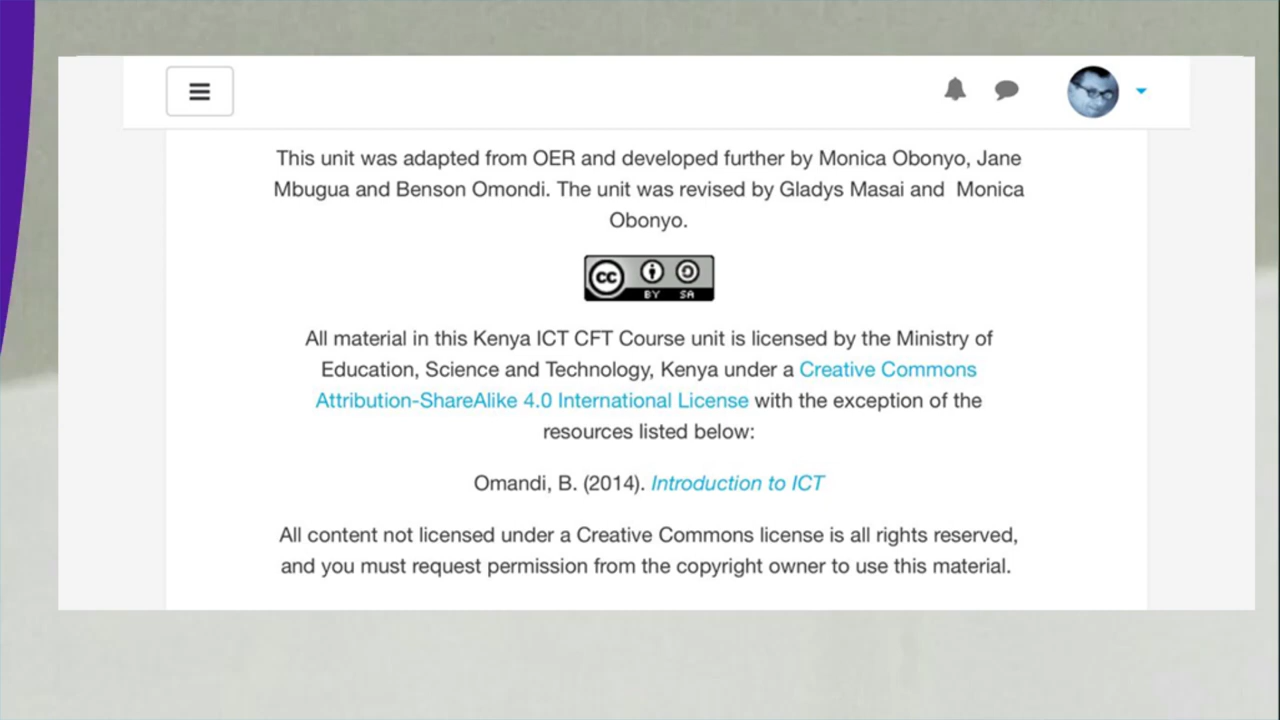 This unit was adapted from OER and developed further by Monica Obonyo, Jane
Mbugua and Benson Omondi. The unit was revised by Gladys Masai and  Monica
Obonyo.
cc BY SA
All material in this Kenya ICT CFT Course unit is licensed by the Ministry of
Education, Science and Technology, Kenya under a Creative Commons
Attribution-ShareAlike 4.0 International License with the exception of the
resources listed below:
Omandi, B. (2014). Introduction to ICT
All content not licensed under a Creative Commons license is all rights reserved,
and you must request permission from the copyright owner to use this material.